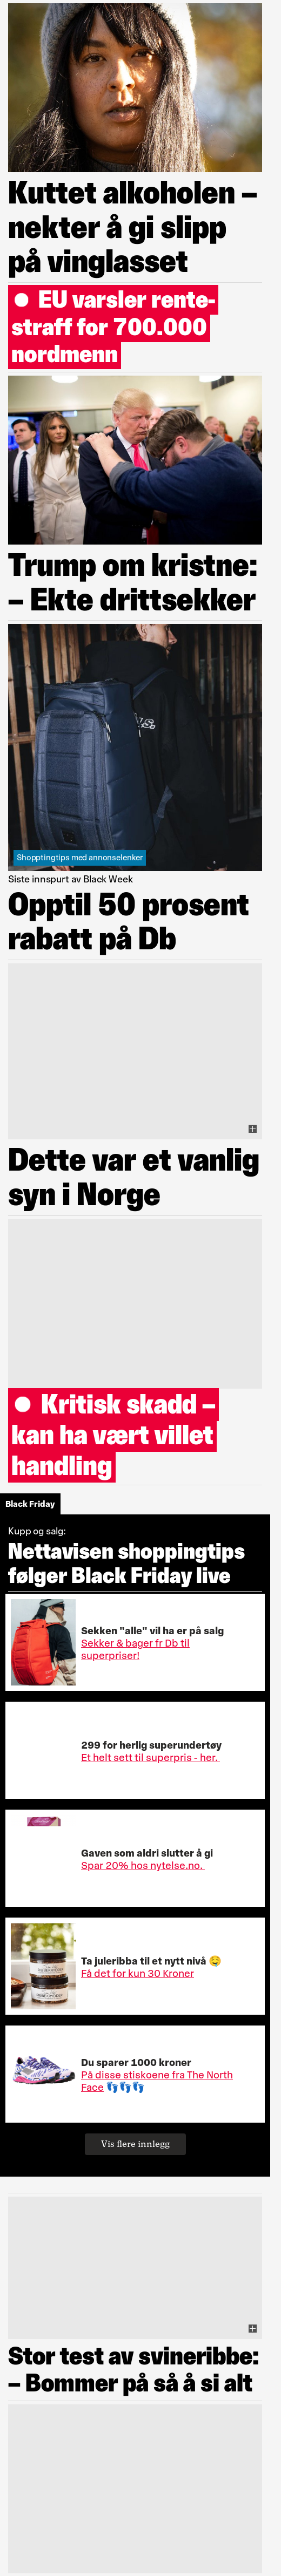 Kuttet alkoholen –
nekter å gi slipp
på vinglasset
EU varsler rente-
straff for 700.000
nordmenn
Trump om kristne:
– Ekte drittsekker
Shopptingtips med annonselenker
Siste innspurt av Black Week
Opptil 50 prosent
rabatt på Db
Dette var et vanlig
syn i Norge
Kritisk skadd –
kan ha vært villet
handling
Black Friday
Kupp og salg:
Nettavisen shoppingtips
følger Black Friday live
Sekken "alle" vil ha er på salg
Sekker & bager fr Db til
superpriser!
299 for herlig superundertøy
Et helt sett til superpris - her.
Gaven som aldri slutter å gi
Spar 20% hos nytelse.no.
Ta juleribba til et nytt nivå 🤤
Få det for kun 30 Kroner
Du sparer 1000 kroner
På disse stiskoene fra The North
Face 👣👣👣
Vis flere innlegg
Stor test av svineribbe:
– Bommer på så å si alt